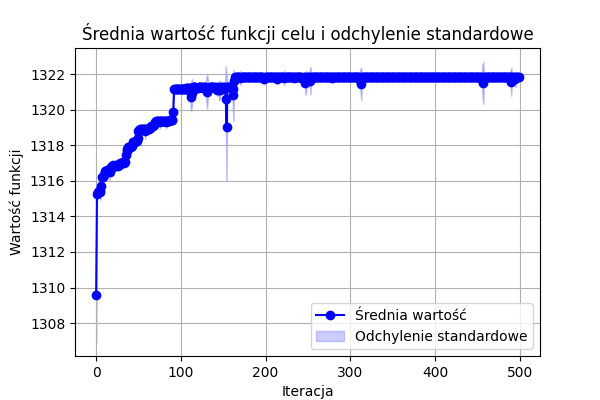 Średnia wartość funkcji celu i odchylenie standardowe
Wartość funkcji
1322
1320
1318
1316
1314
1312
1310
1308
Średnia wartość
Odchylenie standardowe
0 100 200 300 400 500
Iteracja